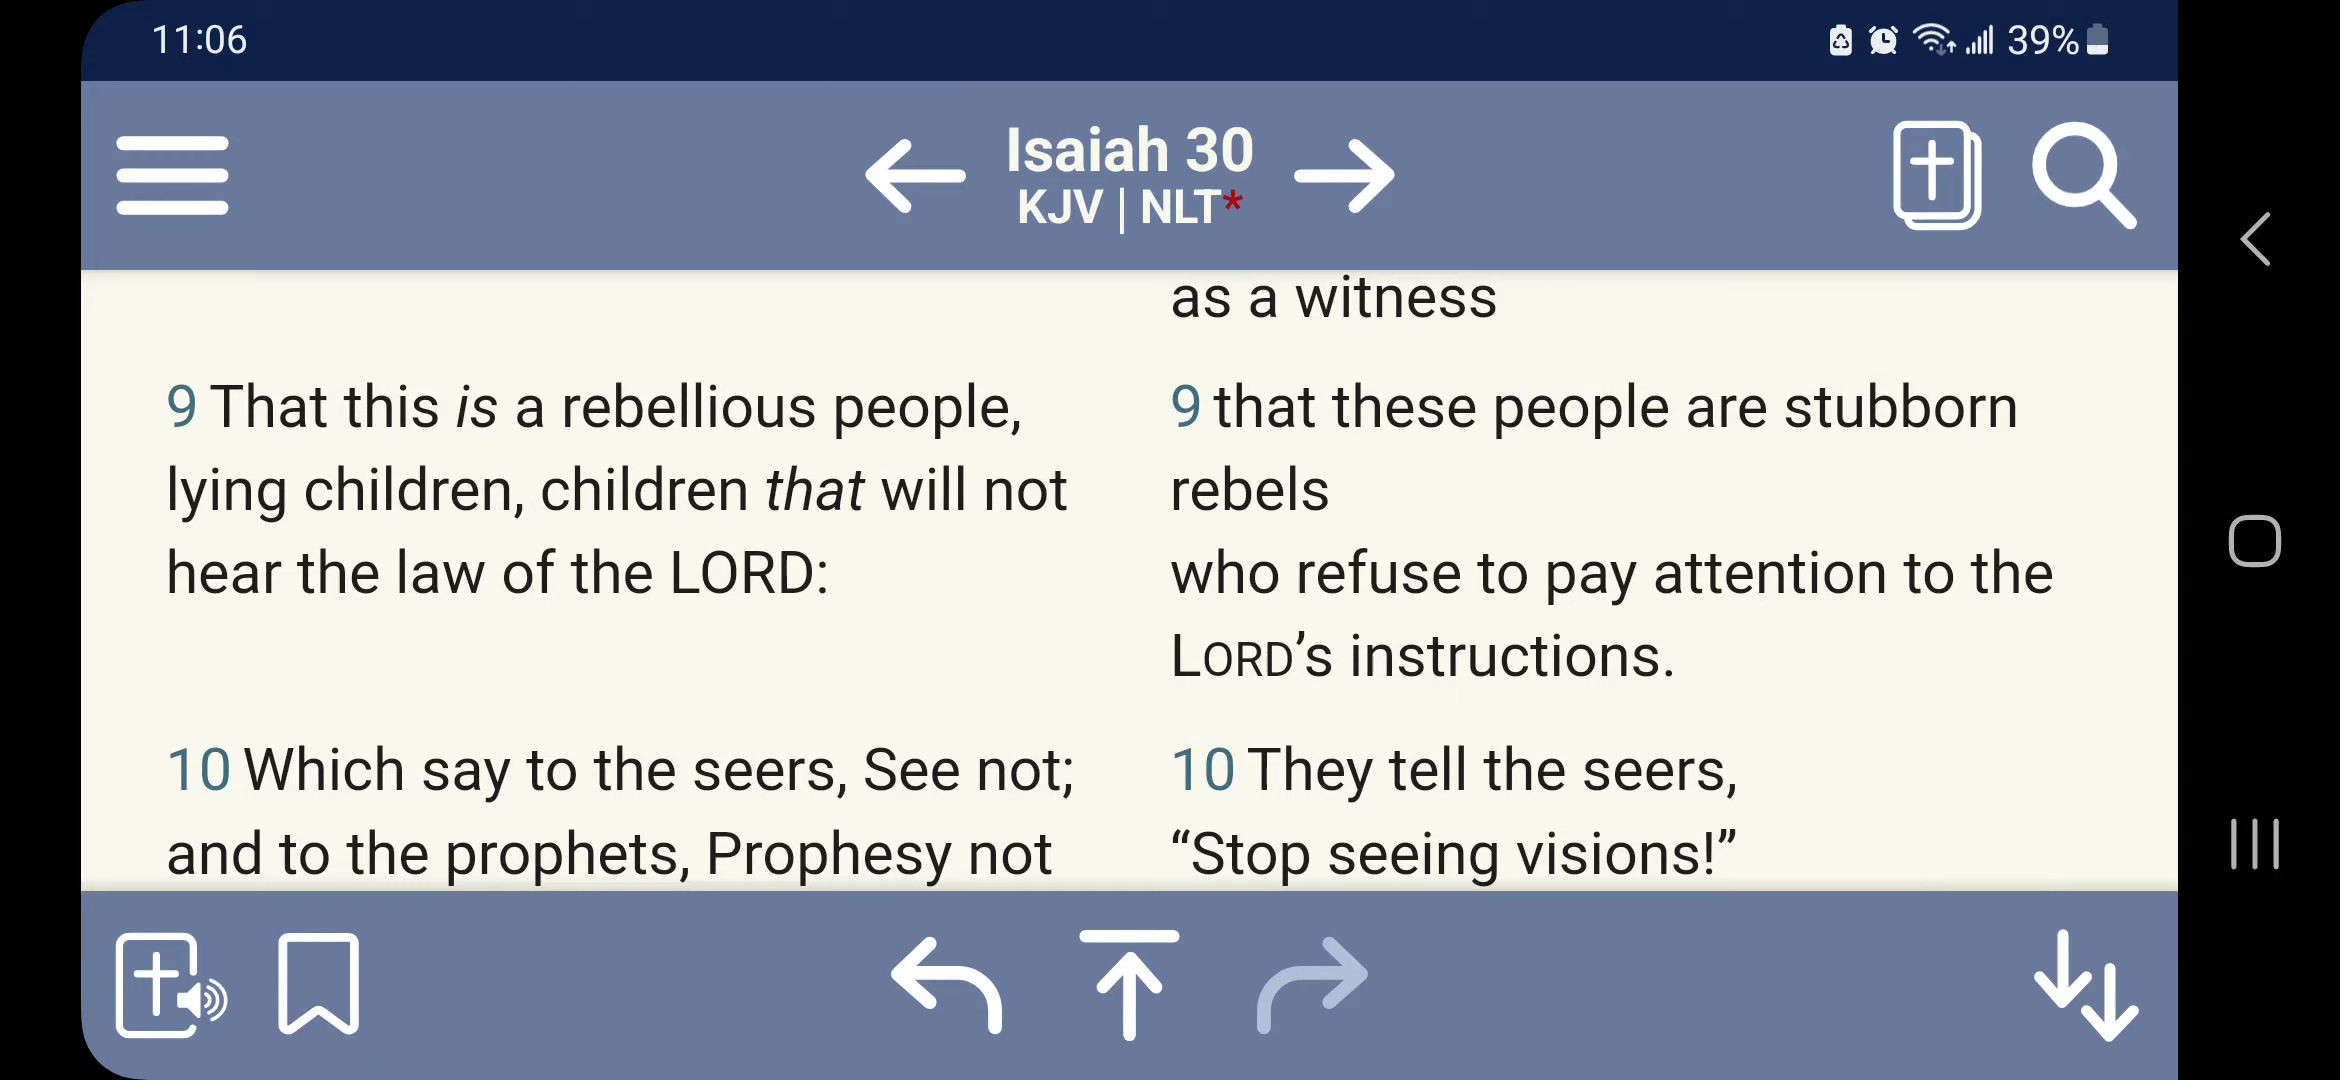 11:06
39%
Isaiah 30
KJV | NLT*
as a witness
9 That this is a rebellious people,
lying children, children that will not
hear the law of the LORD:
9 that these people are stubborn
rebels
who refuse to pay attention to the
LORD’s instructions.
10 Which say to the seers, See not;
and to the prophets, Prophesy not
10 They tell the seers,
“Stop seeing visions!”